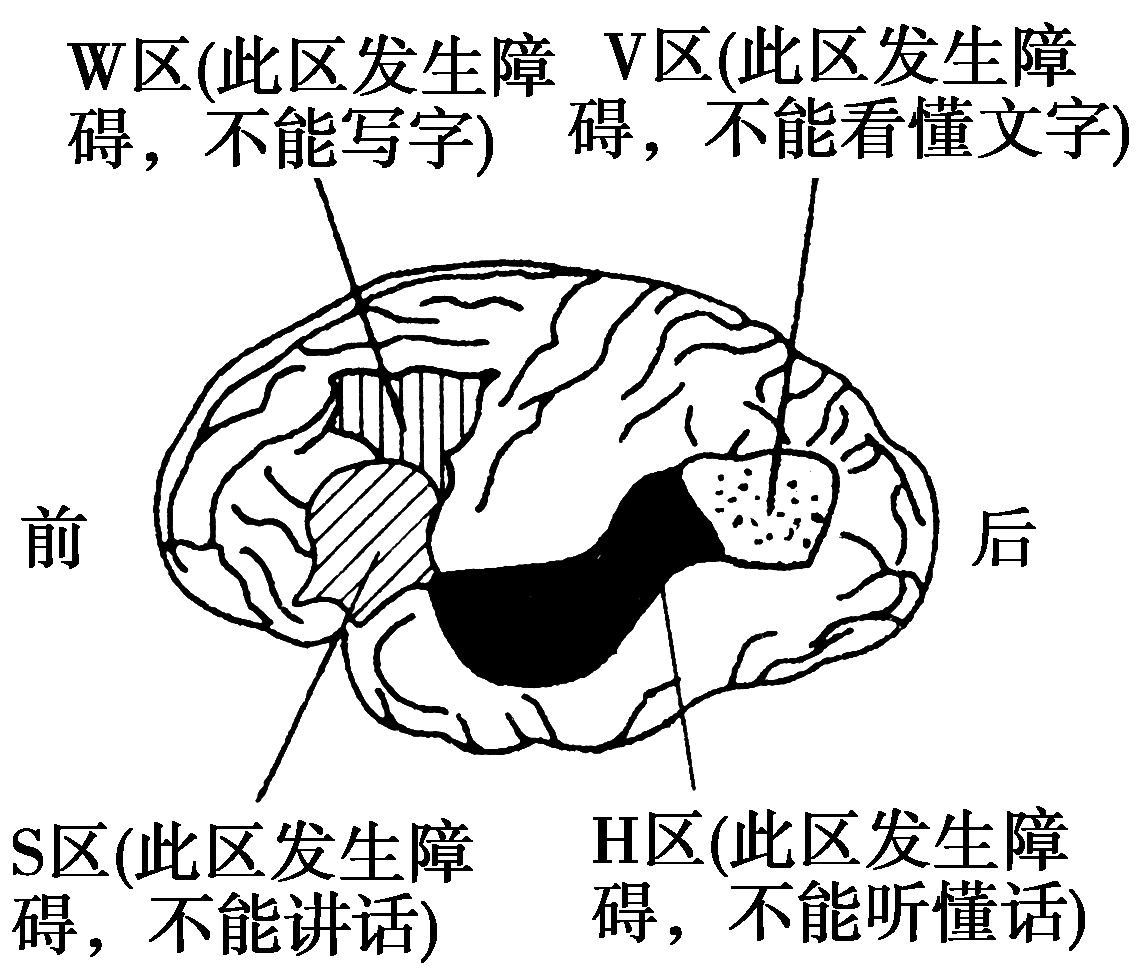 W区(此区发生障
碍，不能写字)
V区(此区发生障
碍，不能看懂文字)
前
后
S区(此区发生障
碍，不能讲话)
H区(此区发生障
碍，不能听懂话)